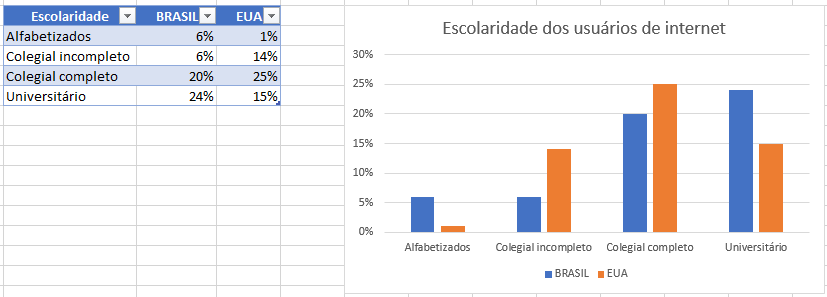 Escolaridade BRASIL EUA
Alfabetizados 6% 1%
Colegial incompleto 6% 14%
Colegial completo 20% 25%
Universitário 24% 15%
Escolaridade dos usuários de internet
30%
25%
20%
15%
10%
5%
0%
Alfabetizados Colegial incompleto Colegial completo Universitário
BRASIL EUA